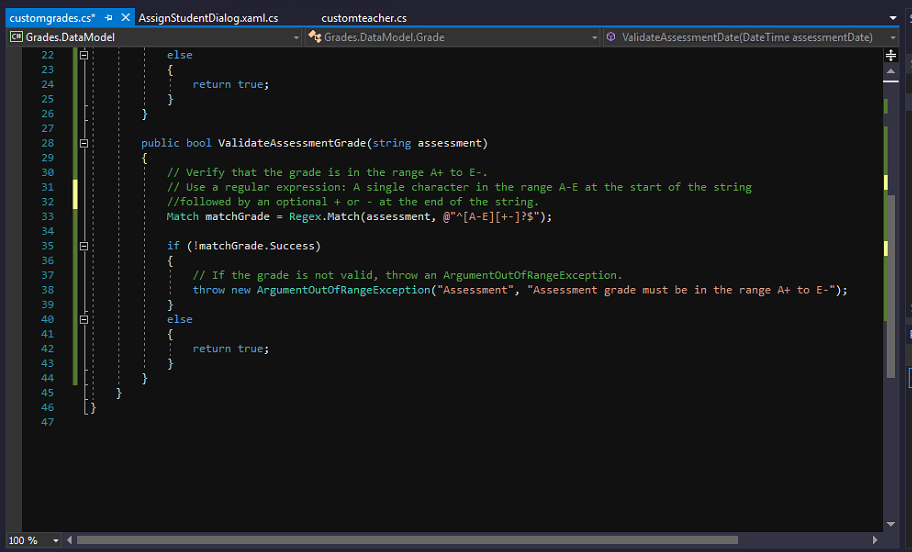 customgrades.cs* AssignStudentDialog.xaml.cs customteacher.cs
C# Grades.DataModel Grades.DataModel.Grade ValidateAssessmentDate(DateTime assessmentDate)
22 else
23 {
24 return true;
25 }
26 }
27
28 public bool ValidateAssessmentGrade(string assessment)
29 {
30 // Verify that the grade is in the range A+ to E-.
31 // Use a regular expression: A single character in the range A-E at the start of the string
32 //followed by an optional + or - at the end of the string.
33 Match matchGrade = Regex.Match(assessment, @"^[A-E][+-]?$");
34
35 if (!matchGrade.Success)
36 {
37 // If the grade is not valid, throw an ArgumentOutOfRangeException.
38 throw new ArgumentOutOfRangeException("Assessment", "Assessment grade must be in the range A+ to E-");
39 }
40 else
41 {
42 return true;
43 }
44 }
45 }
46 }
47
100 %